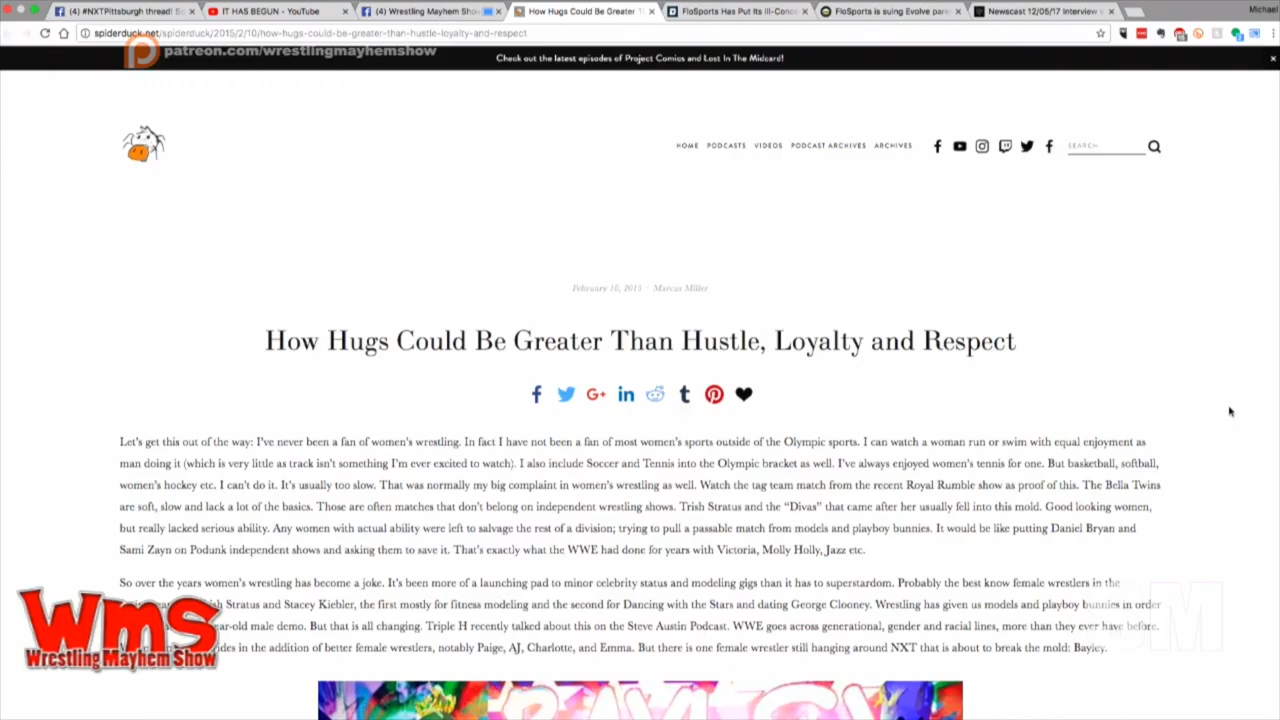 Michael
(4) #NXTPittsburgh thread!
IT HAS BEGUN - YouTube
(4) Wrestling Mayhem Sho
How Hugs Could Be Greater T
FloSports Has Put Its Ill-Conc
FloSports is suing Evolve pare
Newscast 12/05/17 Interview
spiderduck.net/spiderduck/2015/2/10/how-hugs-could-be-greater-than-hustle-loyalty-and-respect
patreon.com/wrestlingmayhemshow
Check out the latest episodes of Project Comics and Lost In The Midcard!
HOME PODCASTS VIDEOS PODCAST ARCHIVES ARCHIVES SEARCH
February 10, 2015 · Marcus Miller
How Hugs Could Be Greater Than Hustle, Loyalty and Respect
Let's get this out of the way: I've never been a fan of women's wrestling. In fact I have not been a fan of most women's sports outside of the Olympic sports. I can watch a woman run or swim with equal enjoyment as
man doing it (which is very little as track isn't something I'm ever excited to watch). I also include Soccer and Tennis into the Olympic bracket as well. I've always enjoyed women's tennis for one. But basketball, softball,
women's hockey etc. I can't do it. It's usually too slow. That was normally my big complaint in women's wrestling as well. Watch the tag team match from the recent Royal Rumble show as proof of this. The Bella Twins
are soft, slow and lack a lot of the basics. Those are often matches that don't belong on independent wrestling shows. Trish Stratus and the “Divas” that came after her usually fell into this mold. Good looking women,
but really lacked serious ability. Any women with actual ability were left to salvage the rest of a division; trying to pull a passable match from models and playboy bunnies. It would be like putting Daniel Bryan and
Sami Zayn on Podunk independent shows and asking them to save it. That's exactly what the WWE had done for years with Victoria, Molly Holly, Jazz etc.
So over the years women's wrestling has become a joke. It's been more of a launching pad to minor celebrity status and modeling gigs than it has to superstardom. Probably the best know female wrestlers in the
Stratus and Stacey Kiebler, the first mostly for fitness modeling and the second for Dancing with the Stars and dating George Clooney. Wrestling has given us models and playboy bunnies in order
male demo. But that is all changing. Triple H recently talked about this on the Steve Austin Podcast. WWE goes across generational, gender and racial lines, more than they ever have before.
in the addition of better female wrestlers, notably Paige, AJ, Charlotte, and Emma. But there is one female wrestler still hanging around NXT that is about to break the mold: Bayley.
Wms
Wrestling Mayhem Show
BAYLEY